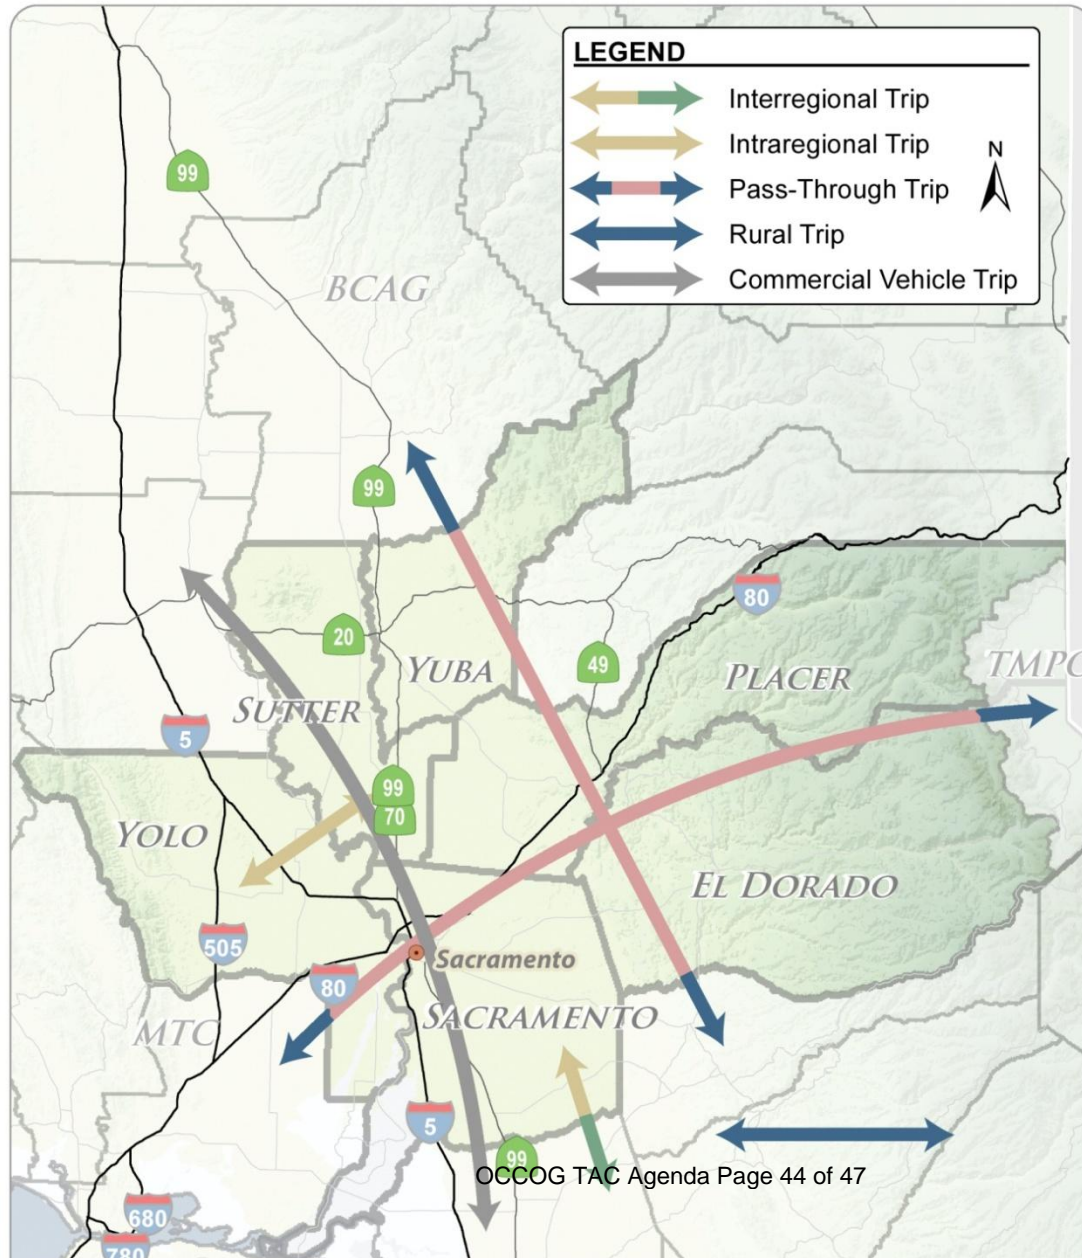 LEGEND
Interregional Trip
Intraregional Trip
Pass-Through Trip
Rural Trip
Commercial Vehicle Trip
N
99
BCAG
99
80
20
49
YUBA
PLACER
TMPO
SUTTER
5
99
70
YOLO
EL DORADO
505
Sacramento
80
SACRAMENTO
MTC
5
99
OCCOG TAC Agenda Page 44 of 47
680
780